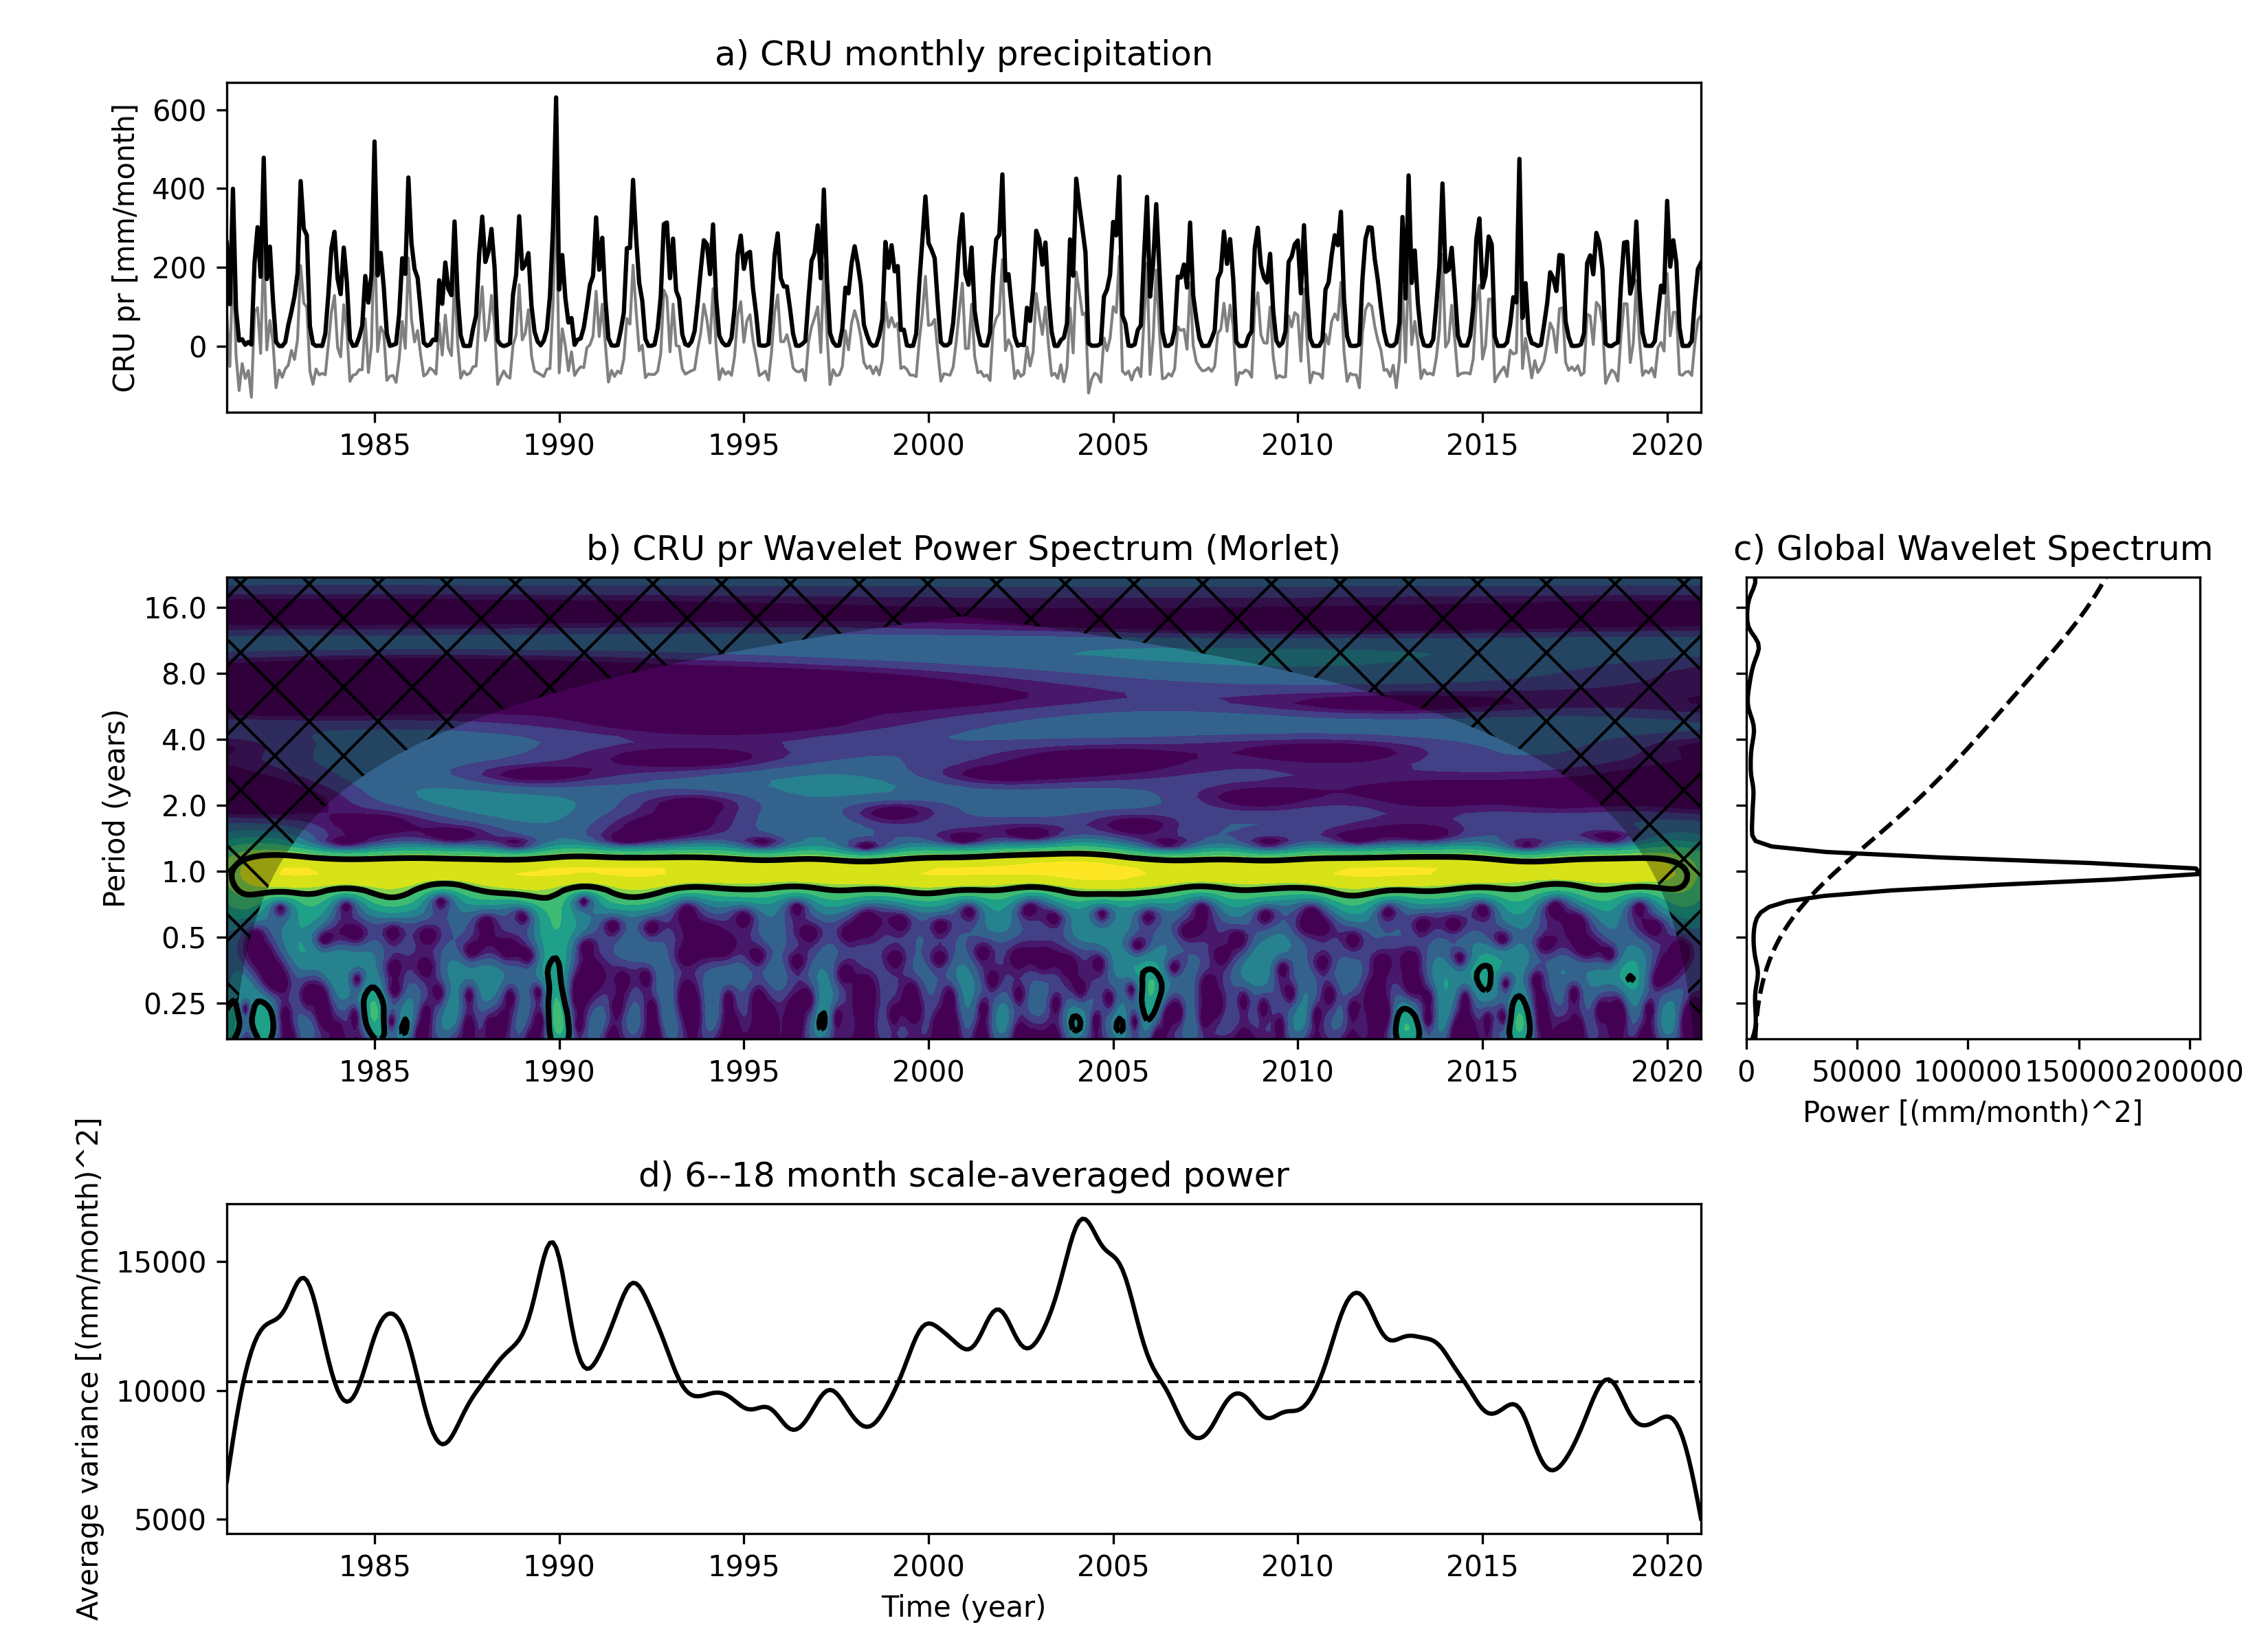 a) CRU monthly precipitation
CRU pr [mm/month]
600
400
200
0
1985 1990 1995 2000 2005 2010 2015 2020
b) CRU pr Wavelet Power Spectrum (Morlet)
Period (years)
16.0
8.0
4.0
2.0
1.0
0.5
0.25
1985 1990 1995 2000 2005 2010 2015 2020
c) Global Wavelet Spectrum
0 50000 100000 150000 200000
Power [(mm/month)^2]
d) 6--18 month scale-averaged power
Average variance [(mm/month)^2]
15000
10000
5000
1985 1990 1995 2000 2005 2010 2015 2020
Time (year)